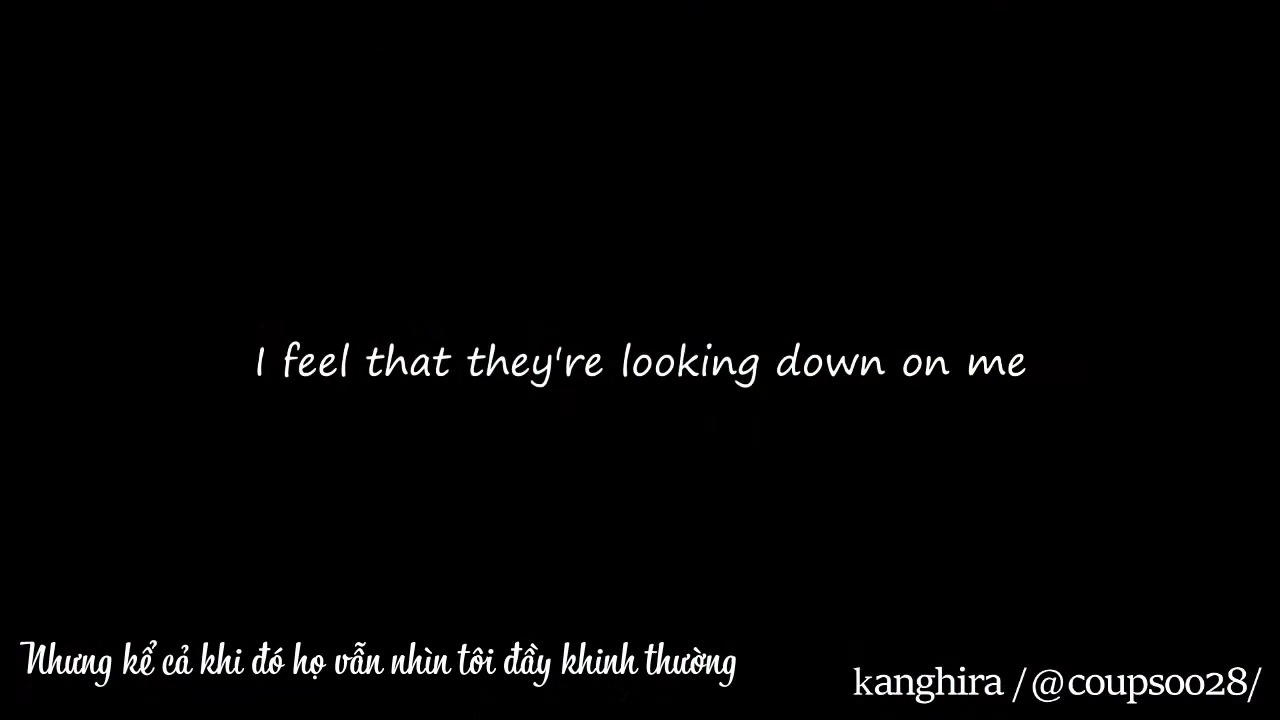 I feel that they're looking down on me
Nhưng kể cả khi đó họ vẫn nhìn tôi đầy khinh thường
kanghira /@coupsoo28/